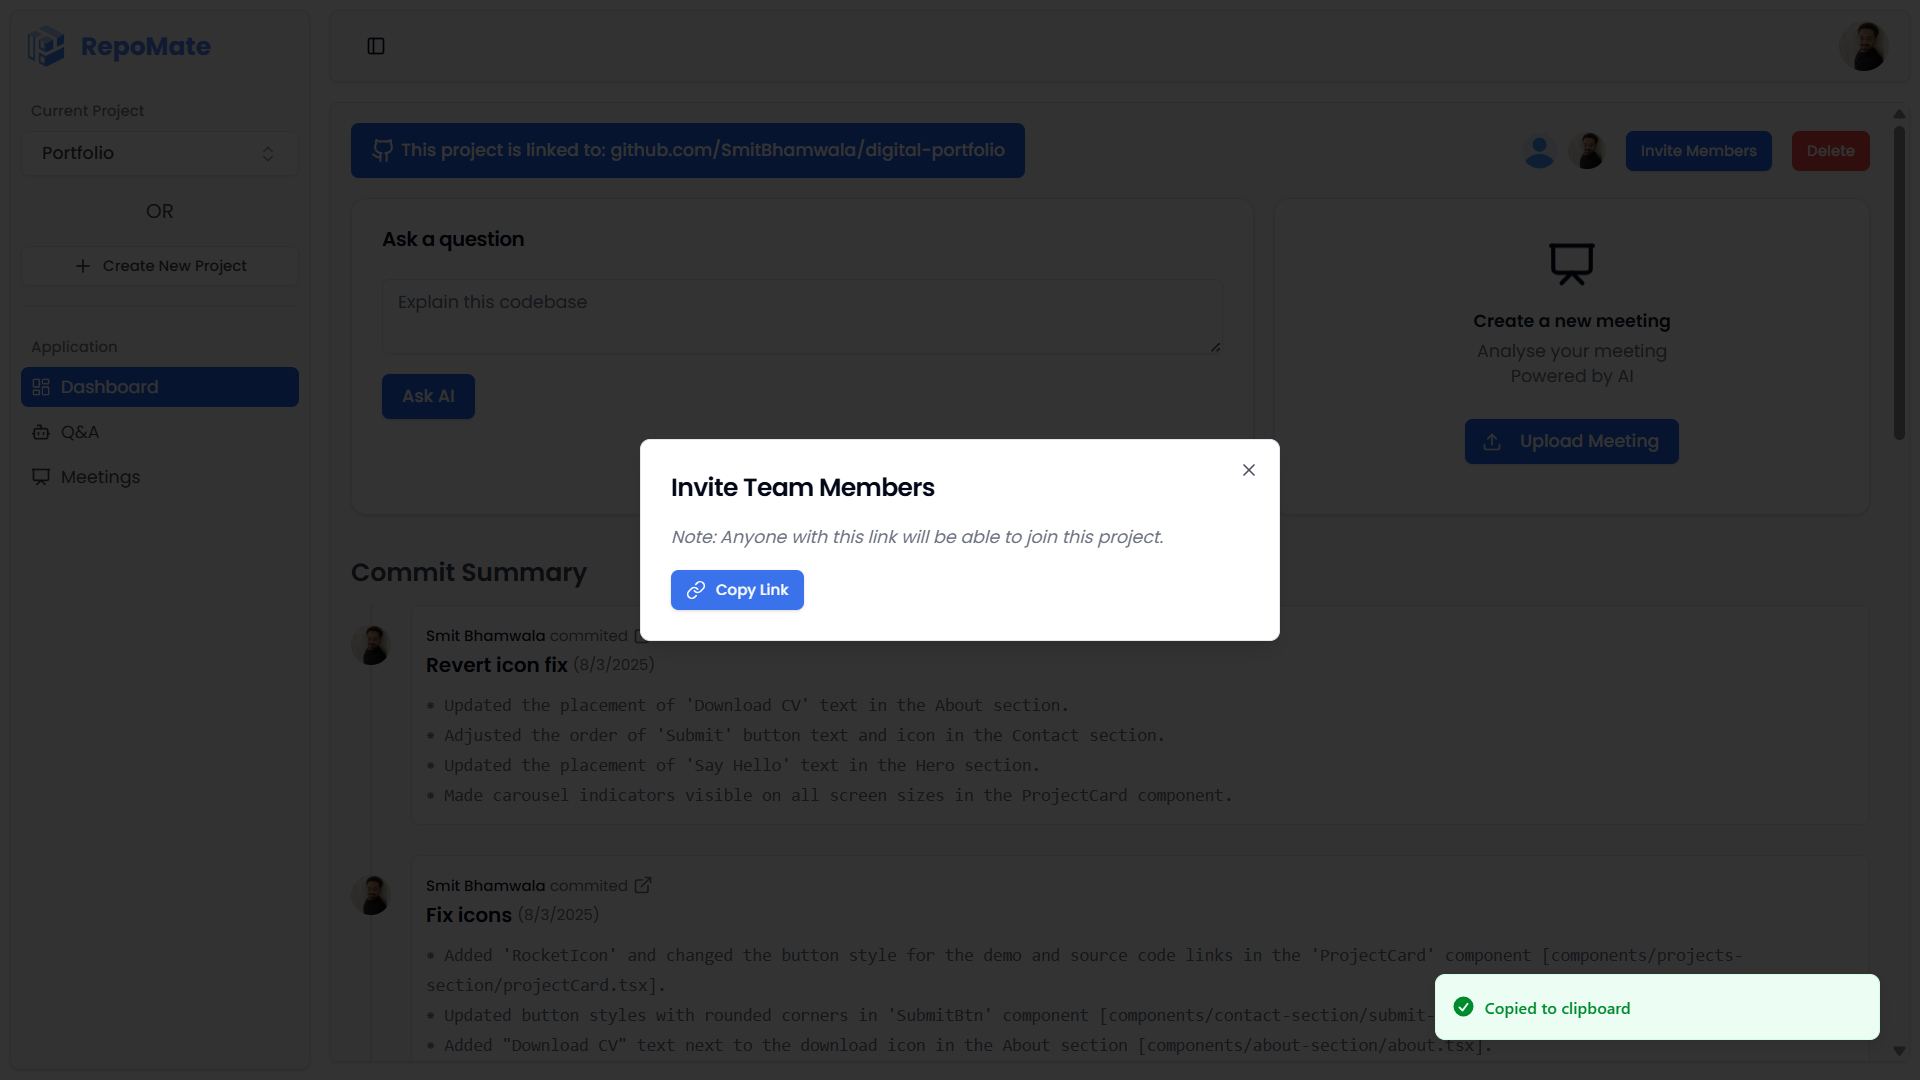 RepoMate
Current Project
Portfolio
OR
Create New Project
Application
Dashboard
Q&A
Meetings
This project is linked to: github.com/SmitBhamwala/digital-portfolio
Invite Members
Delete
Ask a question
Explain this codebase
Ask AI
Create a new meeting
Analyse your meeting
Powered by AI
Upload Meeting
Invite Team Members
Note: Anyone with this link will be able to join this project.
Copy Link
Commit Summary
Smit Bhamwala commited
Revert icon fix (8/3/2025)
• Updated the placement of 'Download CV' text in the About section.
• Adjusted the order of 'Submit' button text and icon in the Contact section.
• Updated the placement of 'Say Hello' text in the Hero section.
• Made carousel indicators visible on all screen sizes in the ProjectCard component.
Smit Bhamwala commited
Fix icons (8/3/2025)
• Added 'RocketIcon' and changed the button style for the demo and source code links in the 'ProjectCard' component [components/projects-
section/projectCard.tsx].
• Updated button styles with rounded corners in 'SubmitBtn' component [components/contact-section/submit-
• Added "Download CV" text next to the download icon in the About section [components/about-section/about.tsx].
Copied to clipboard